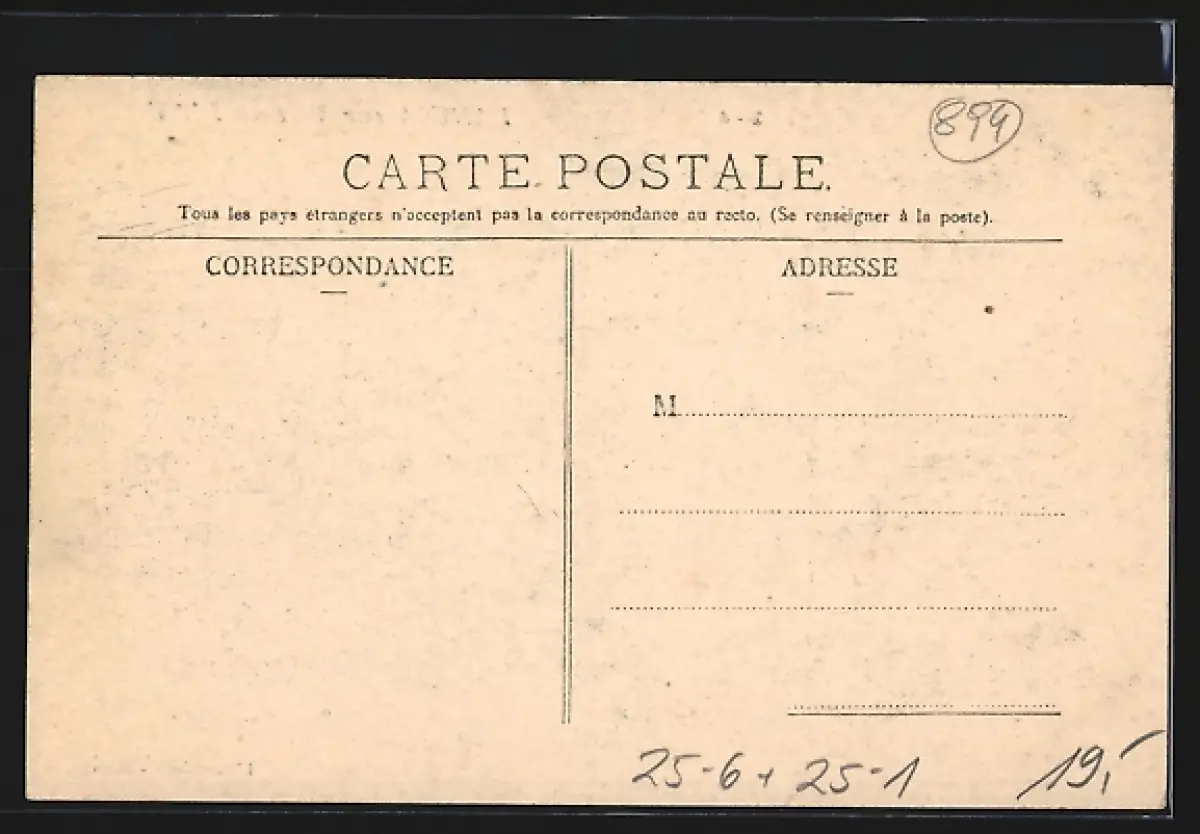 899
CARTE POSTALE.
Tous les pays étrangers n'acceptent pas la correspondance au recto. (Se renseigner à la poste).
CORRESPONDANCE
ADRESSE
M
25-6 + 25-1
19,-